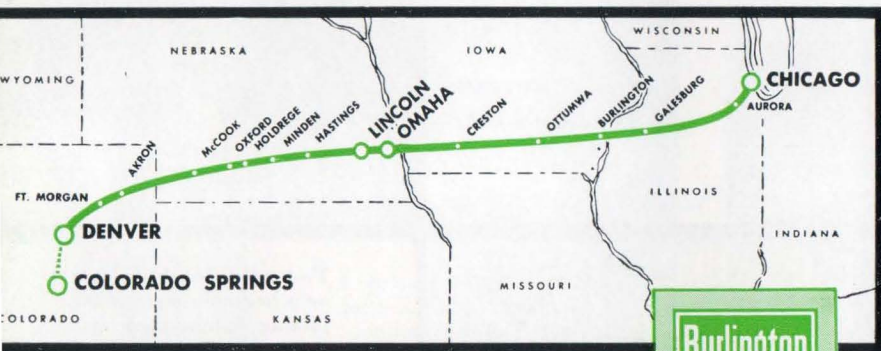 WISCONSIN
NEBRASKA
IOWA
WYOMING
CHICAGO
AURORA
GALESBURG
BURLINGTON
OTTUMWA
CRESTON
OMAHA
LINCOLN
HASTINGS
MINDEN
HOLDREGE
OXFORD
McCOOK
AKRON
FT. MORGAN
ILLINOIS
DENVER
INDIANA
COLORADO SPRINGS
MISSOURI
COLORADO
KANSAS
Burlington